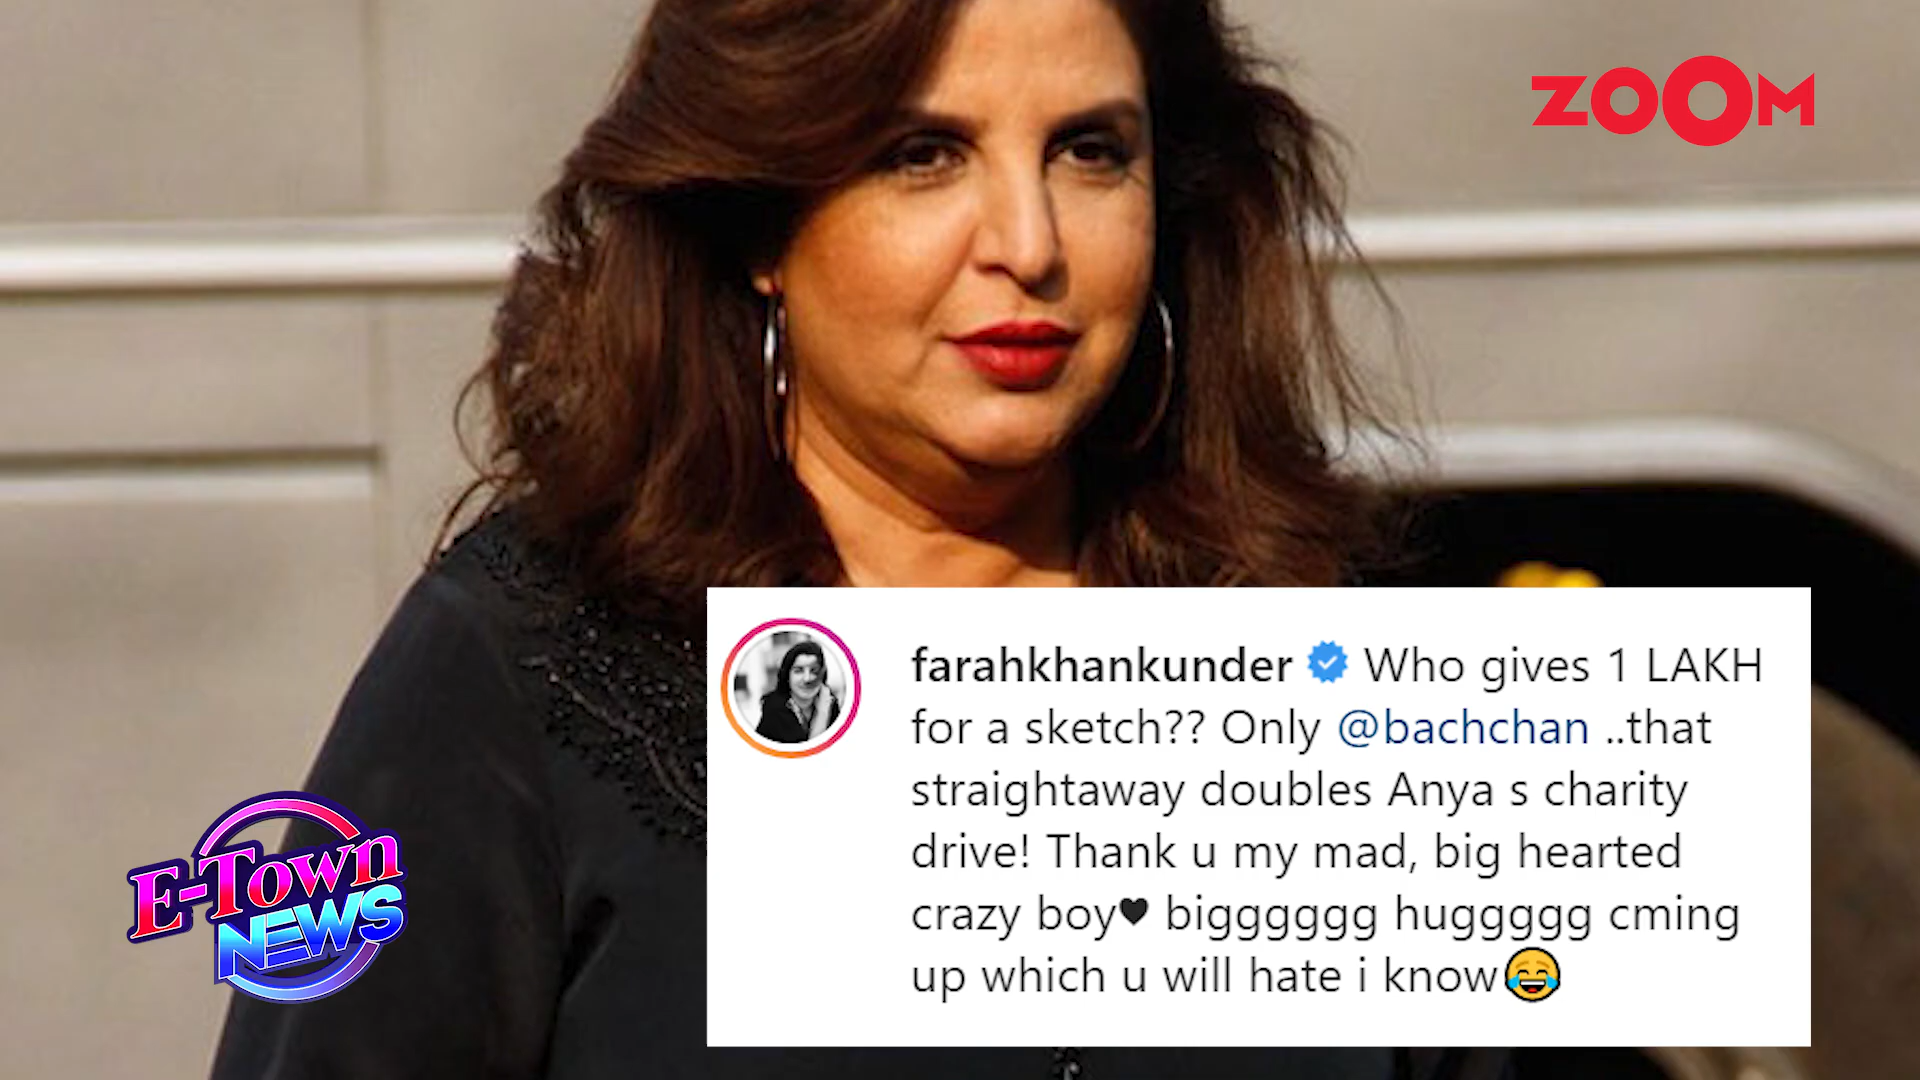 ZOOM
farahkhankunder Who gives 1 LAKH
for a sketch?? Only @bachchan ..that
straightaway doubles Anya s charity
drive! Thank u my mad, big hearted
crazy boy♥ bigggggg huggggg cming
up which u will hate i know😂
E-Town
NEWS